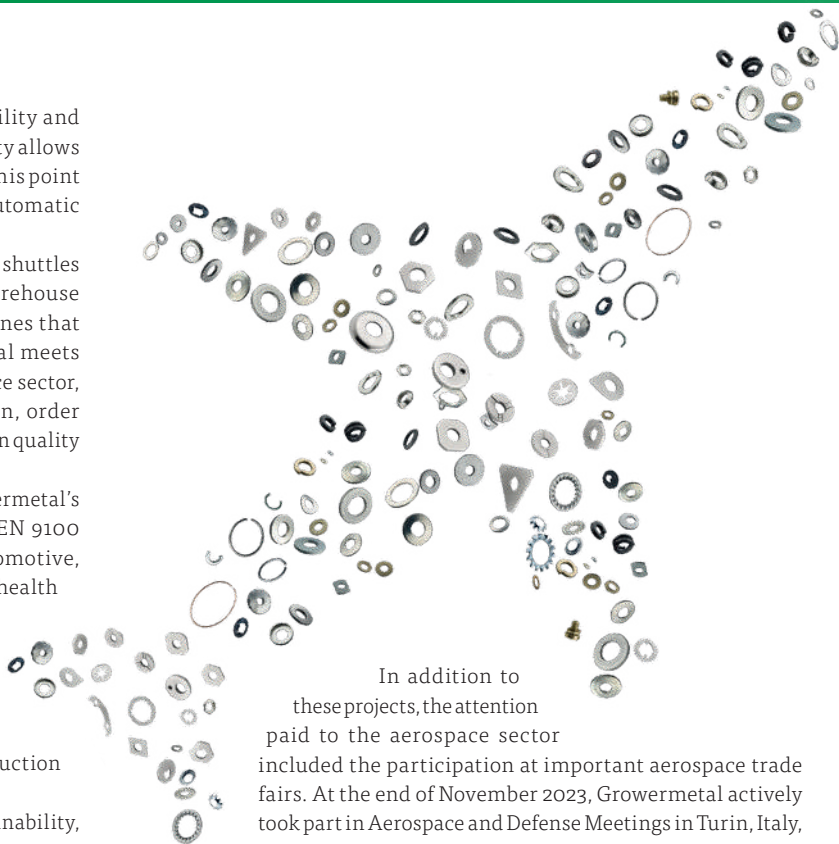 ility and
ty allows
his point
utomatic
shuttles
rehouse
nes that
al meets
ce sector,
n, order
n quality
ermetal's
EN 9100
omotive,
health
uction
nability,
In addition to
these projects, the attention
paid to the aerospace sector
included the participation at important aerospace trade
fairs. At the end of November 2023, Growermetal actively
took part in Aerospace and Defense Meetings in Turin, Italy,